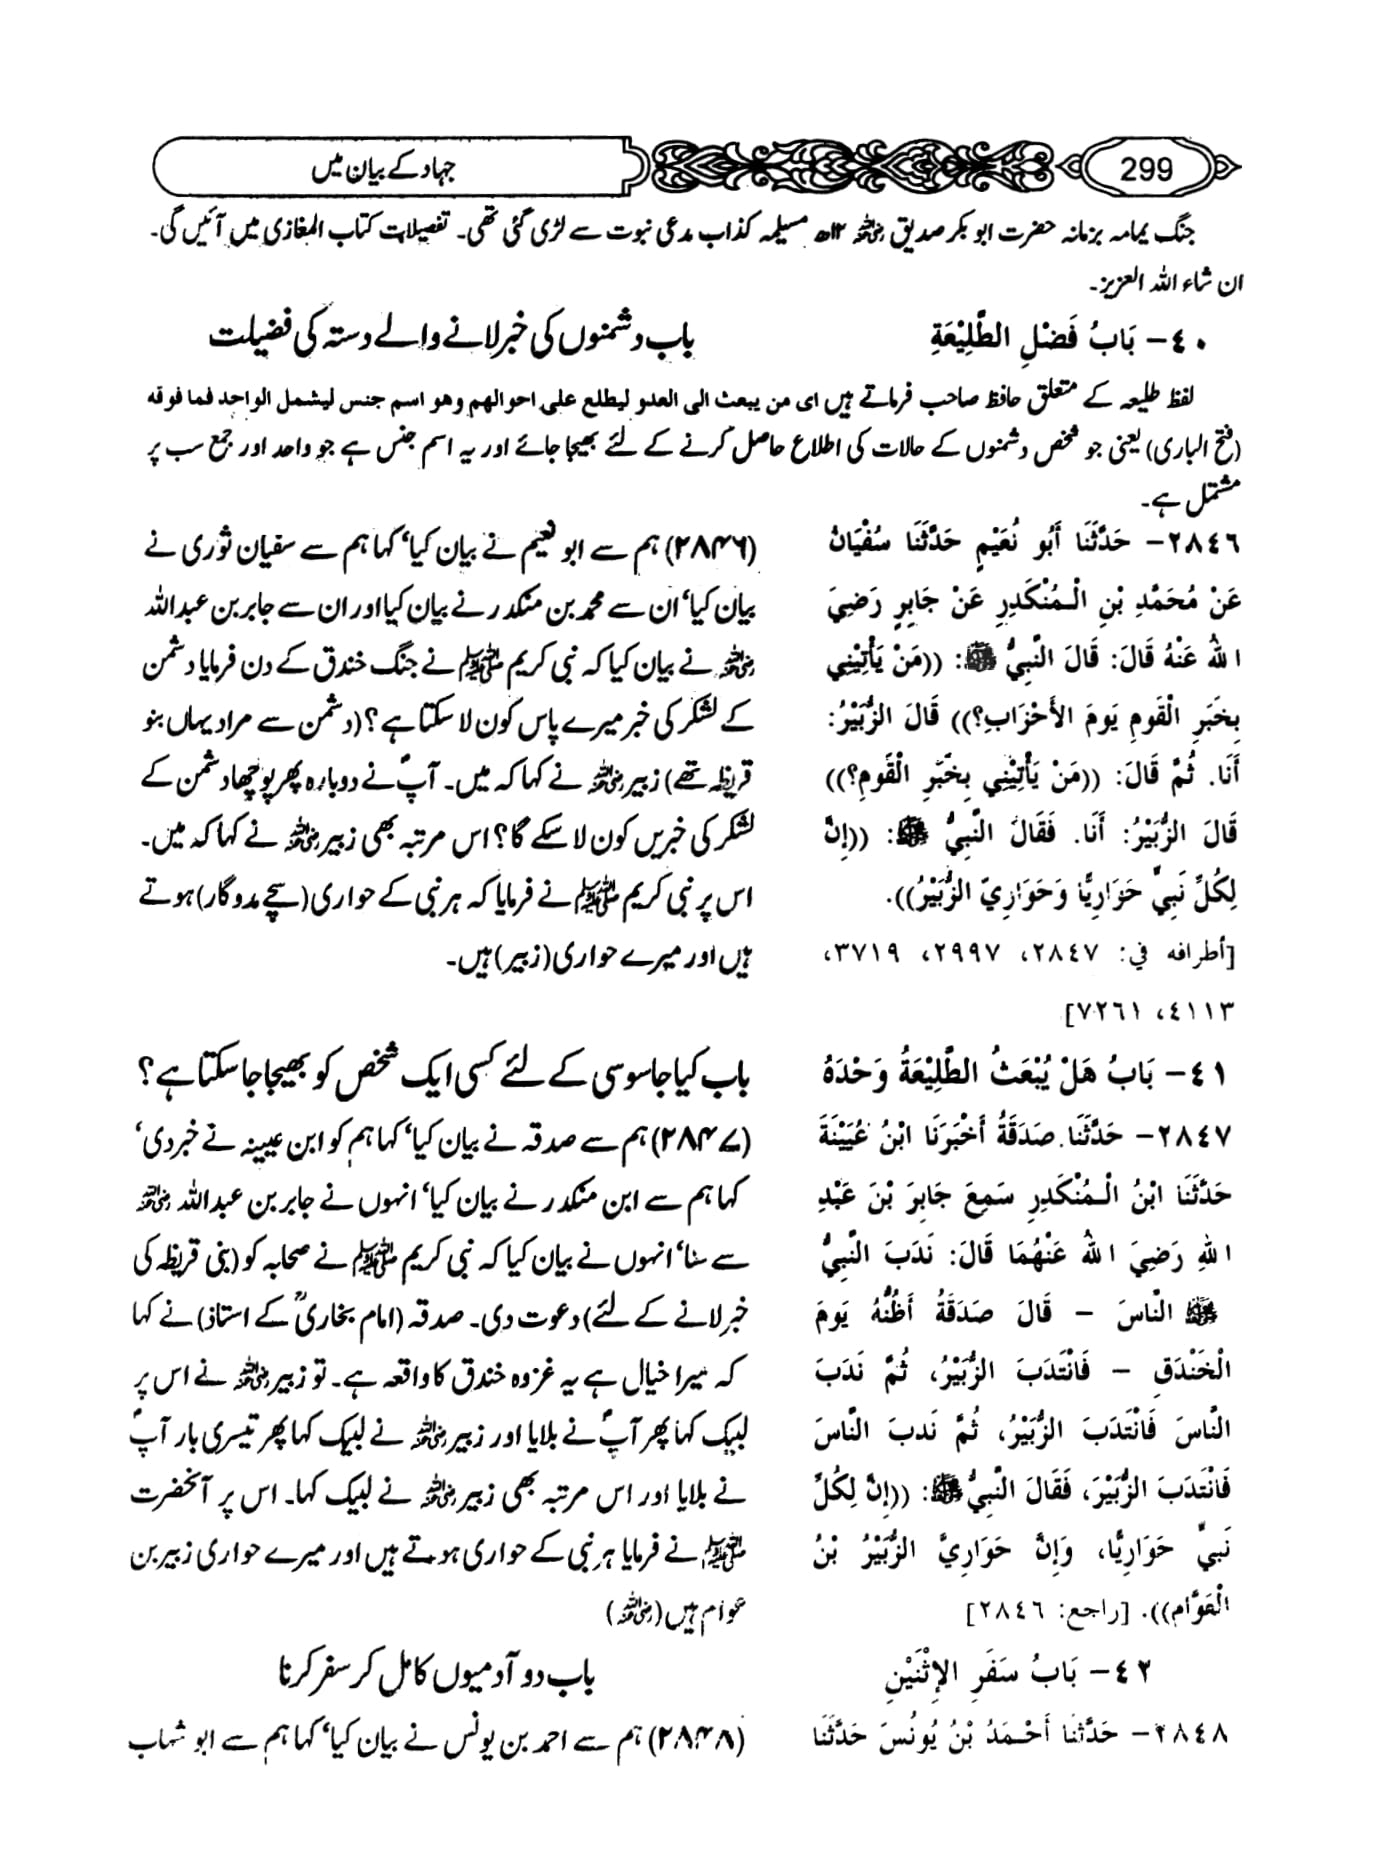 299
جہاد کے بیان میں
جنگ یمامہ بزمانہ حضرت ابوبکر صدیق رضی اللہ عنہ ۱۲ھ مسیلمہ کذاب مدعی نبوت سے لڑی گئی تھی۔ تفصیلات کتاب المغازی میں آئیں گی۔
ان شاء اللہ العزیز۔
٤٠- بَابُ فَضْلِ الطَّلِيْعَةِ
باب دشمنوں کی خبر لانے والے دستہ کی فضیلت
لفظ طلیعہ کے متعلق حافظ صاحب فرماتے ہیں ای من یبعث الی العدو لیطلع علی احوالہم وھو اسم جنس لیشمل الواحد فما فوقہ
(فتح الباری) یعنی جو شخص دشمنوں کے حالات کی اطلاع حاصل کرنے کے لئے بھیجا جائے اور یہ اسم جنس ہے جو واحد اور جمع سب پر
مشتمل ہے۔
٢٨٤٦- حَدَّثَنَا أَبُو نُعَيْمٍ حَدَّثَنَا سُفْيَانُ
عَنْ مُحَمَّدِ بْنِ الْـمُنْكَدِرِ عَنْ جَابِرٍ رَضِيَ
اللهُ عَنْهُ قَالَ: قَالَ النَّبِيُّ ﷺ: ((مَنْ يَأْتِيْنِي
بِخَبَرِ الْقَومِ يَومَ الأَحْزَابِ؟)) قَالَ الزُّبَيْرُ:
أَنَا. ثُمَّ قَالَ: ((مَنْ يَأْتِيْنِي بِخَبَرِ الْقَومِ؟))
قَالَ الزُّبَيْرُ: أَنَا. فَقَالَ النَّبِيُّ ﷺ: ((إِنَّ
لِكُلِّ نَبِيٍّ حَوَارِيًّا وَحَوَارِيَّ الزُّبَيْرُ)).
[أطرافه في: ٢٨٤٧، ٢٩٩٧، ٣٧١٩،
٤١١٣، ٧٢٦١]
(۲۸۴۶) ہم سے ابو نعیم نے بیان کیا‘ کہا ہم سے سفیان ثوری نے
بیان کیا‘ ان سے محمد بن منکدر نے بیان کیا اور ان سے جابر بن عبداللہ
رضی اللہ عنہ نے بیان کیا کہ نبی کریم ﷺ نے جنگ خندق کے دن فرمایا دشمن
کے لشکر کی خبر میرے پاس کون لا سکتا ہے؟ (دشمن سے مراد یہاں بنو
قریظہ تھے) زبیر رضی اللہ عنہ نے کہا کہ میں۔ آپؐ نے دوبارہ پھر پوچھا دشمن کے
لشکر کی خبریں کون لا سکے گا؟ اس مرتبہ بھی زبیر رضی اللہ عنہ نے کہا کہ میں۔
اس پر نبی کریم ﷺ نے فرمایا کہ ہر نبی کے حواری (سچے مددگار) ہوتے
ہیں اور میرے حواری (زبیر) ہیں۔
٤١- بَابُ هَلْ يُبْعَثُ الطَّلِيْعَةُ وَحْدَهُ
باب کیا جاسوسی کے لئے کسی ایک شخص کو بھیجا جا سکتا ہے؟
٢٨٤٧- حَدَّثَنَا صَدَقَةُ أَخْبَرَنَا ابْنُ عُيَيْنَةَ
حَدَّثَنَا ابْنُ الْـمُنْكَدِرِ سَمِعَ جَابِرَ بْنَ عَبْدِ
اللهِ رَضِيَ اللهُ عَنْهُمَا قَالَ: نَدَبَ النَّبِيُّ
ﷺ النَّاسَ – قَالَ صَدَقَةُ أَظُنُّهُ يَومَ
الْخَنْدَقِ – فَانْتَدَبَ الزُّبَيْرُ، ثُمَّ نَدَبَ
النَّاسَ فَانْتَدَبَ الزُّبَيْرُ، ثُمَّ نَدبَ النَّاسَ
فَانْتَدَبَ الزُّبَيْرَ، فَقَالَ النَّبِيُّ ﷺ: ((إِنَّ لِكُلِّ
نَبِيٍّ حَوَارِيًّا، وَإِنَّ حَوَارِيَّ الزُّبَيْرُ بْنُ
الْعَوَّامِ)). [راجع: ٢٨٤٦]
(۲۸۴۷) ہم سے صدقہ نے بیان کیا‘ کہا ہم کو ابن عیینہ نے خبر دی‘
کہا ہم سے ابن منکدر نے بیان کیا‘ انہوں نے جابر بن عبداللہ رضی اللہ عنہ
سے سنا‘ انہوں نے بیان کیا کہ نبی کریم ﷺ نے صحابہ کو (بنی قریظہ کی
خبر لانے کے لئے) دعوت دی۔ صدقہ (امام بخاریؒ کے استاذ) نے کہا
کہ میرا خیال ہے یہ غزوہ خندق کا واقعہ ہے۔ تو زبیر رضی اللہ عنہ نے اس پر
لبیک کہا پھر آپؐ نے بلایا اور زبیر رضی اللہ عنہ نے لبیک کہا پھر تیسری بار آپؐ
نے بلایا اور اس مرتبہ بھی زبیر رضی اللہ عنہ نے لبیک کہا۔ اس پر آنحضرت
ﷺ نے فرمایا ہر نبی کے حواری ہوتے ہیں اور میرے حواری زبیر بن
عوام ہیں (رضی اللہ عنہ)
٤٢- بَابُ سَفَرِ الإِثْنَيْنِ
باب دو آدمیوں کا مل کر سفر کرنا
٢٨٤٨- حَدَّثَنَا أَحْـمَدُ بْنُ يُونُسَ حَدَّثَنَا
(۲۸۴۸) ہم سے احمد بن یونس نے بیان کیا‘ کہا ہم سے ابو شہاب